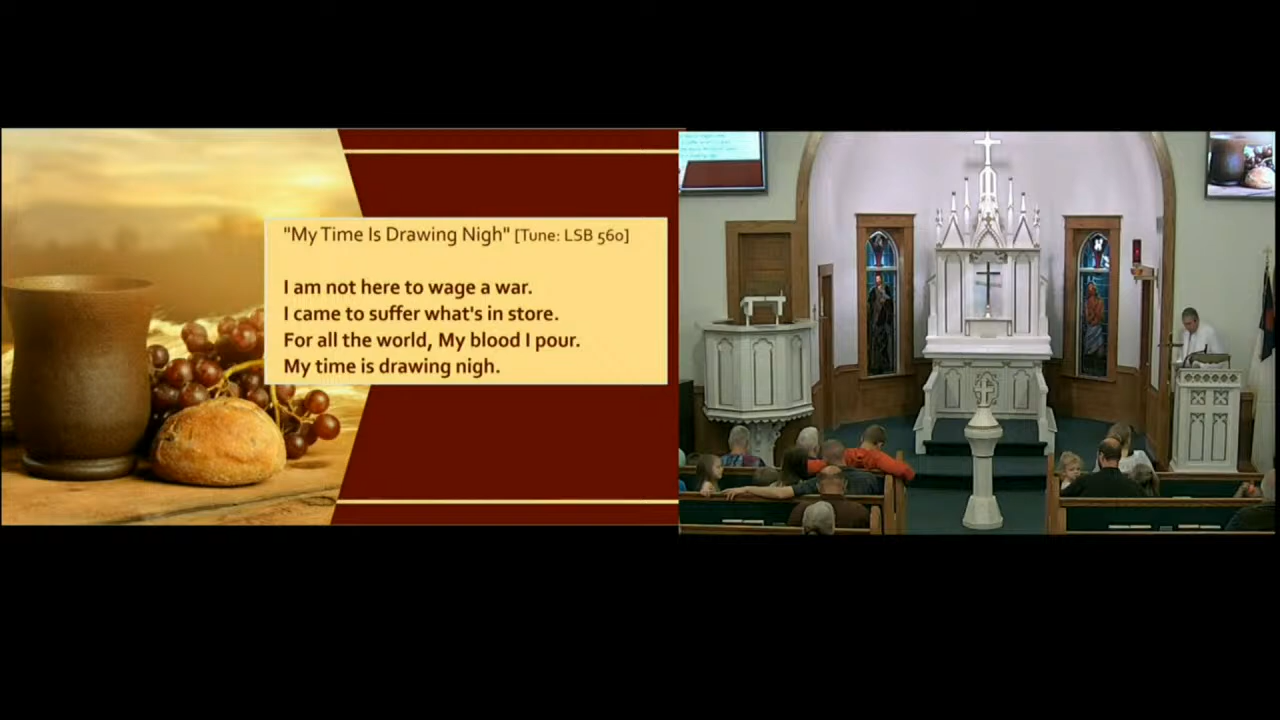 "My Time Is Drawing Nigh" [Tune: LSB 560]
I am not here to wage a war.
I came to suffer what's in store.
For all the world, My blood I pour.
My time is drawing nigh.